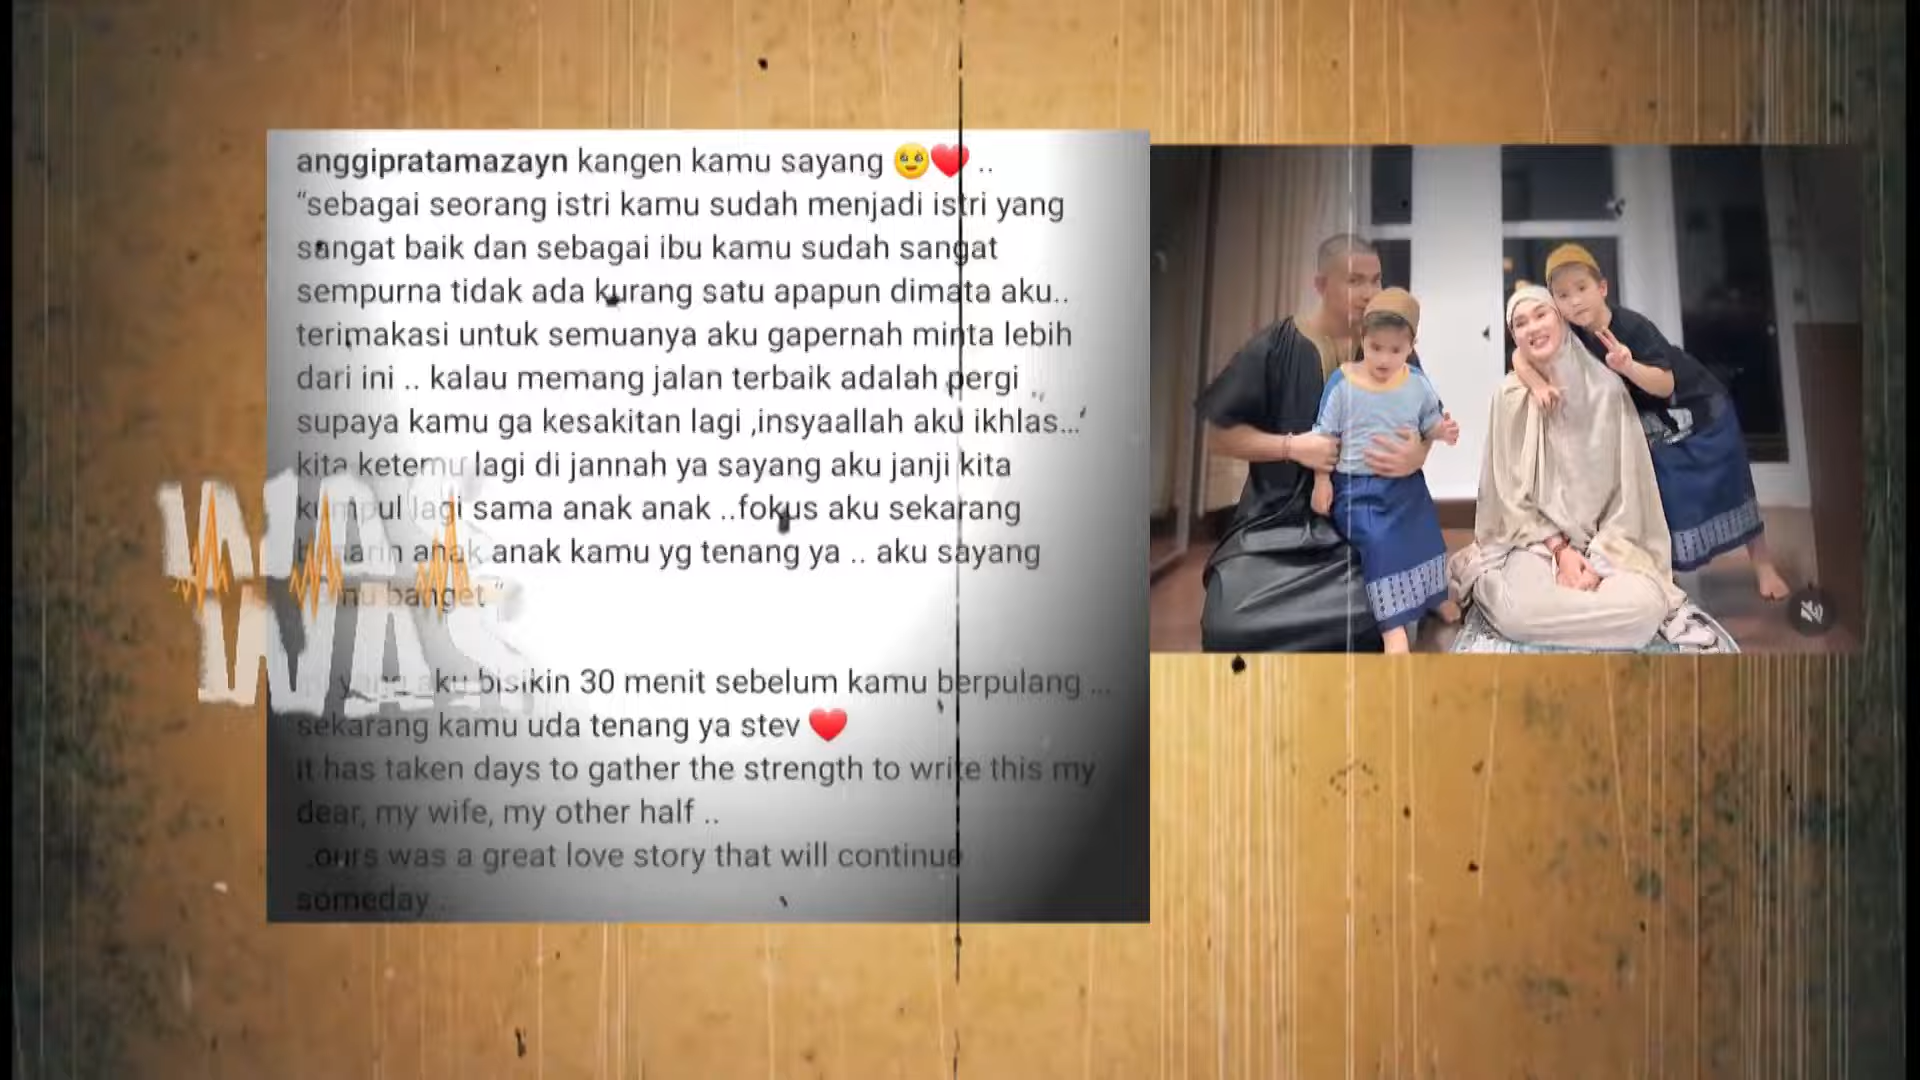 anggipratamazayn kangen kamu sayang 🥹❤️ ..
“sebagai seorang istri kamu sudah menjadi istri yang
sangat baik dan sebagai ibu kamu sudah sangat
sempurna tidak ada kurang satu apapun dimata aku..
terimakasi untuk semuanya aku gapernah minta lebih
dari ini .. kalau memang jalan terbaik adalah pergi
supaya kamu ga kesakitan lagi ,insyaallah aku ikhlas...‘
kita ketemu lagi di jannah ya sayang aku janji kita
kumpul lagi sama anak anak ..fokus aku sekarang
anak anak kamu yg tenang ya .. aku sayang
banget “
aku bisikin 30 menit sebelum kamu berpulang ...
sekarang kamu uda tenang ya stev ❤️
it has taken days to gather the strength to write this my
dear, my wife, my other half ..
..ours was a great love story that will continue
someday ..
WAS
WAS